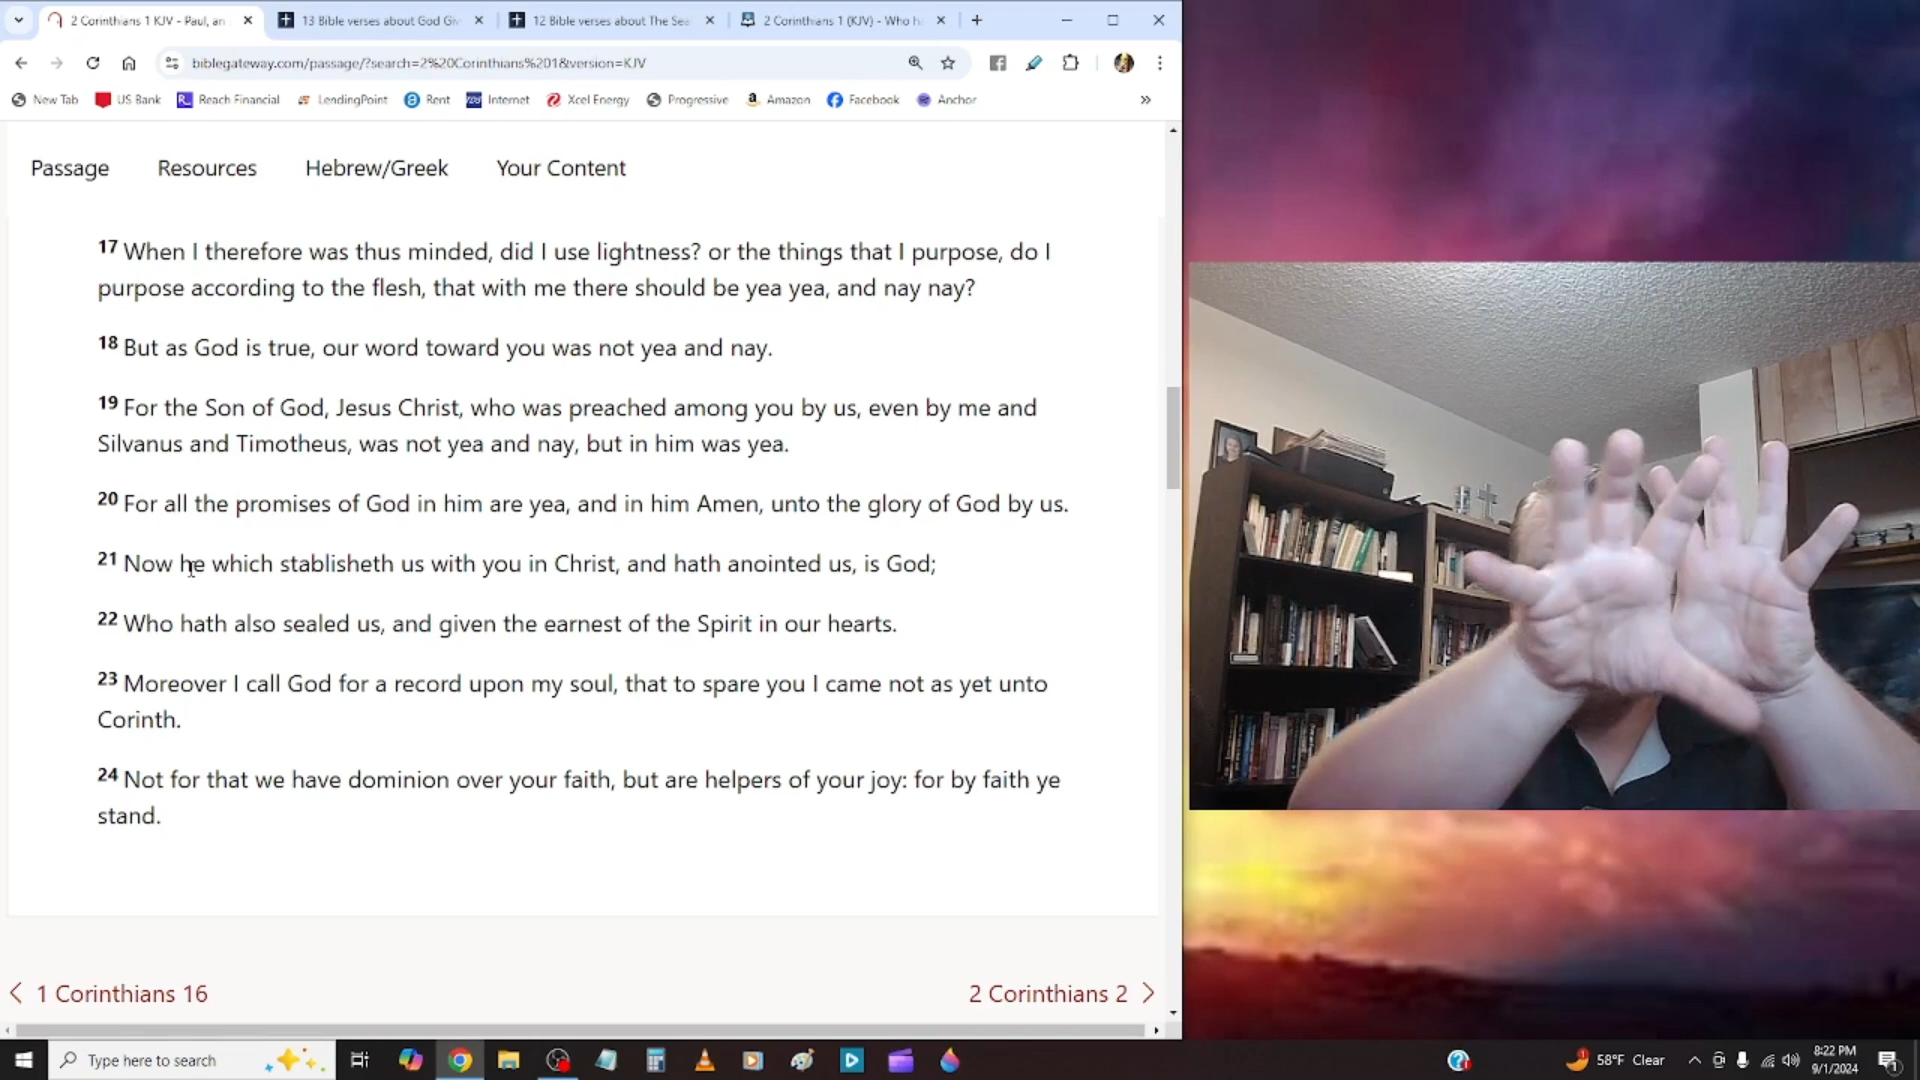 2 Corinthians 1 KJV - Paul, an
13 Bible verses about God Giv
12 Bible verses about The Sea
2 Corinthians 1 (KJV) - Who h
biblegateway.com/passage/?search=2%20Corinthians%201&version=KJV
New Tab
US Bank
Reach Financial
LendingPoint
Rent
Internet
Xcel Energy
Progressive
Amazon
Facebook
Anchor
Passage Resources Hebrew/Greek Your Content
17 When I therefore was thus minded, did I use lightness? or the things that I purpose, do I
purpose according to the flesh, that with me there should be yea yea, and nay nay?
18 But as God is true, our word toward you was not yea and nay.
19 For the Son of God, Jesus Christ, who was preached among you by us, even by me and
Silvanus and Timotheus, was not yea and nay, but in him was yea.
20 For all the promises of God in him are yea, and in him Amen, unto the glory of God by us.
21 Now he which stablisheth us with you in Christ, and hath anointed us, is God;
22 Who hath also sealed us, and given the earnest of the Spirit in our hearts.
23 Moreover I call God for a record upon my soul, that to spare you I came not as yet unto
Corinth.
24 Not for that we have dominion over your faith, but are helpers of your joy: for by faith ye
stand.
1 Corinthians 16
2 Corinthians 2
Type here to search
58°F Clear
8:22 PM
9/1/2024